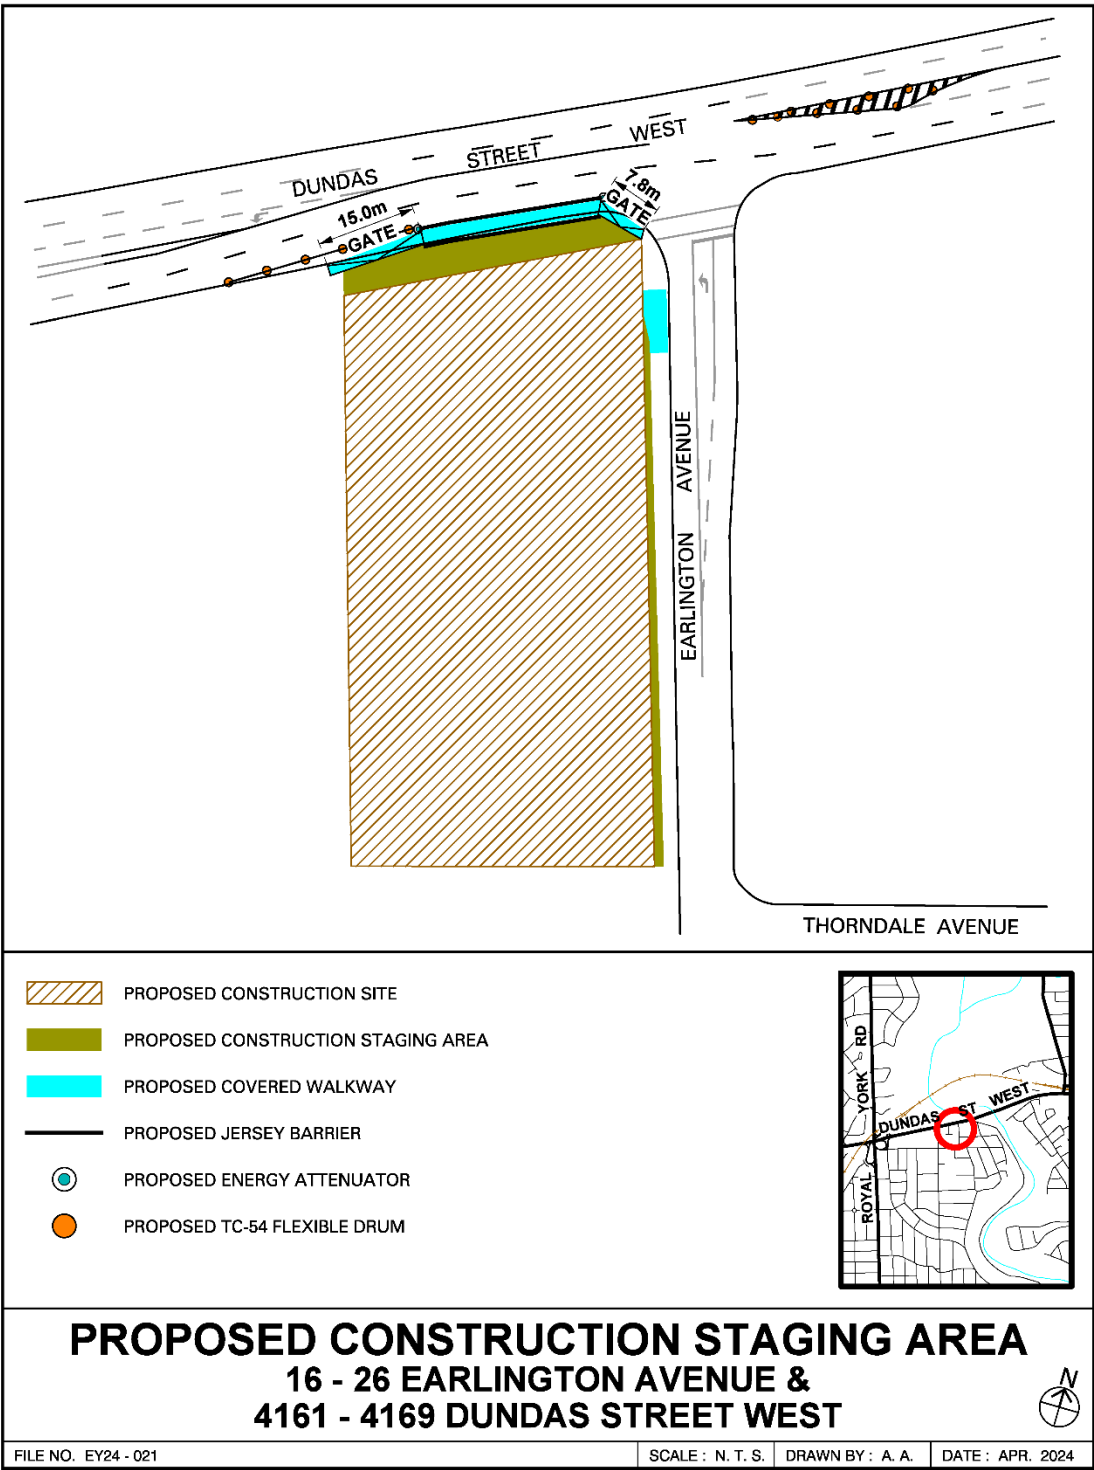 DUNDAS STREET WEST
15.0m
GATE
7.8m
GATE
EARLINGTON AVENUE
THORNDALE AVENUE
PROPOSED CONSTRUCTION SITE
PROPOSED CONSTRUCTION STAGING AREA
PROPOSED COVERED WALKWAY
PROPOSED JERSEY BARRIER
PROPOSED ENERGY ATTENUATOR
PROPOSED TC-54 FLEXIBLE DRUM
ROYAL YORK RD
DUNDAS ST WEST
PROPOSED CONSTRUCTION STAGING AREA
16 - 26 EARLINGTON AVENUE &
4161 - 4169 DUNDAS STREET WEST
N
FILE NO. EY24 - 021
SCALE : N. T. S.
DRAWN BY : A. A.
DATE : APR. 2024